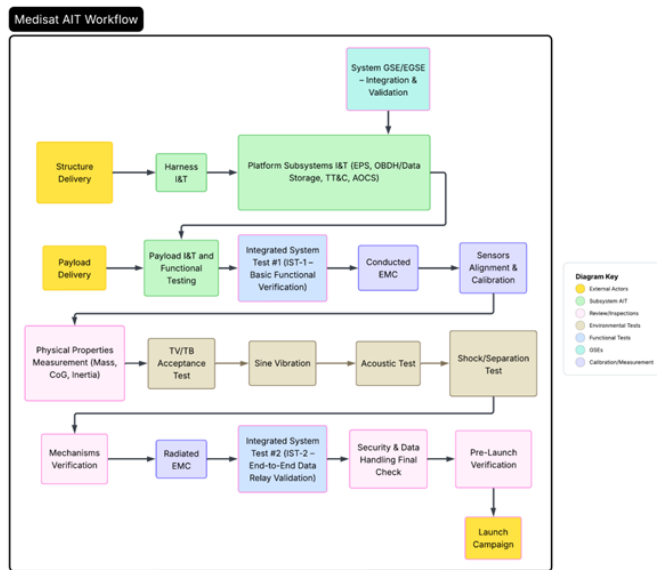 Medisat AIT Workflow
System GSE/EGSE
– Integration &
Validation
Structure
Delivery
Harness
I&T
Platform Subsystems I&T (EPS, OBDH/Data
Storage, TT&C, AOCS)
Payload
Delivery
Payload I&T and
Functional
Testing
Integrated System
Test #1 (IST-1 –
Basic Functional
Verification)
Conducted
EMC
Sensors
Alignment &
Calibration
Physical Properties
Measurement (Mass,
CoG, Inertia)
TV/TB
Acceptance
Test
Sine Vibration
Acoustic Test
Shock/Separation
Test
Mechanisms
Verification
Radiated
EMC
Integrated System
Test #2 (IST-2 –
End-to-End Data
Relay Validation)
Security & Data
Handling Final
Check
Pre-Launch
Verification
Launch
Campaign
Diagram Key
External Actors
Subsystem AIT
Review/Inspections
Environmental Tests
Functional Tests
GSEs
Calibration/Measurement